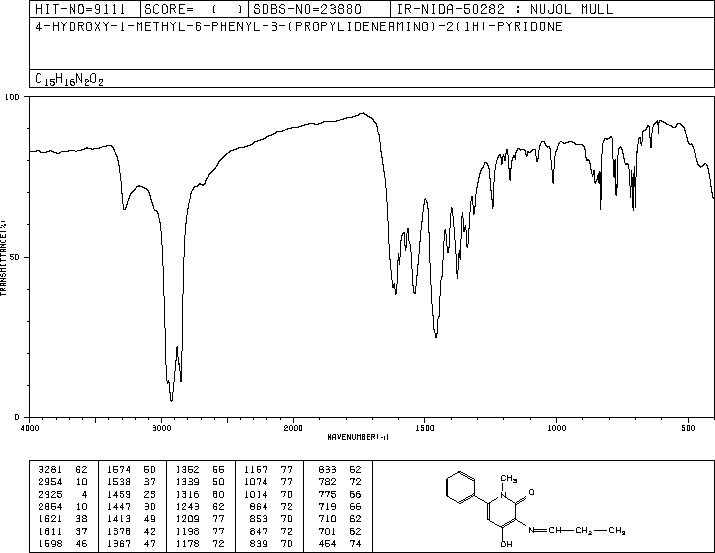 HIT-NO=9111 SCORE= ( ) SDBS-NO=23880 IR-NIDA-50282 : NUJOL MULL
4-HYDROXY-1-METHYL-6-PHENYL-3-(PROPYLIDENEAMINO)-2(1H)-PYRIDONE
C15H16N2O2
100
50
0
TRANSMITTANCE(%)
4000 3000 2000 1500 1000 500
WAVENUMBER(-1)
3281 62 1574 50 1352 55 1157 77 833 62
2954 10 1538 37 1339 50 1074 77 782 72
2925 4 1459 23 1316 60 1014 70 775 66
2854 10 1447 30 1243 62 864 72 719 66
1621 38 1413 49 1209 77 853 70 710 62
1611 37 1378 42 1198 77 847 72 701 62
1598 46 1367 47 1178 72 839 70 454 74
CH3
N
O
N=CH
CH2
CH3
OH